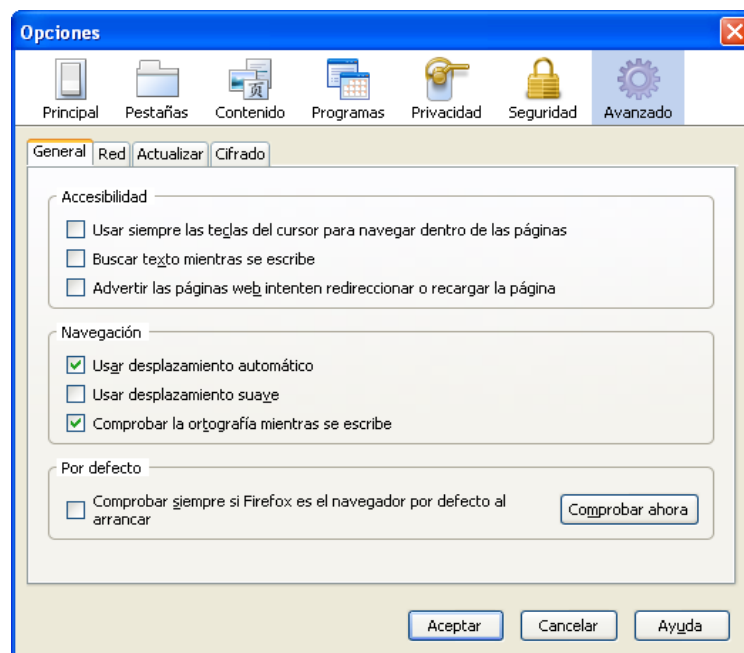 Opciones
Principal Pestañas Contenido Programas Privacidad Seguridad Avanzado
General Red Actualizar Cifrado
Accesibilidad
Usar siempre las teclas del cursor para navegar dentro de las páginas
Buscar texto mientras se escribe
Advertir las páginas web intenten redireccionar o recargar la página
Navegación
Usar desplazamiento automático
Usar desplazamiento suave
Comprobar la ortografía mientras se escribe
Por defecto
Comprobar siempre si Firefox es el navegador por defecto al
arrancar
Comprobar ahora
Aceptar Cancelar Ayuda